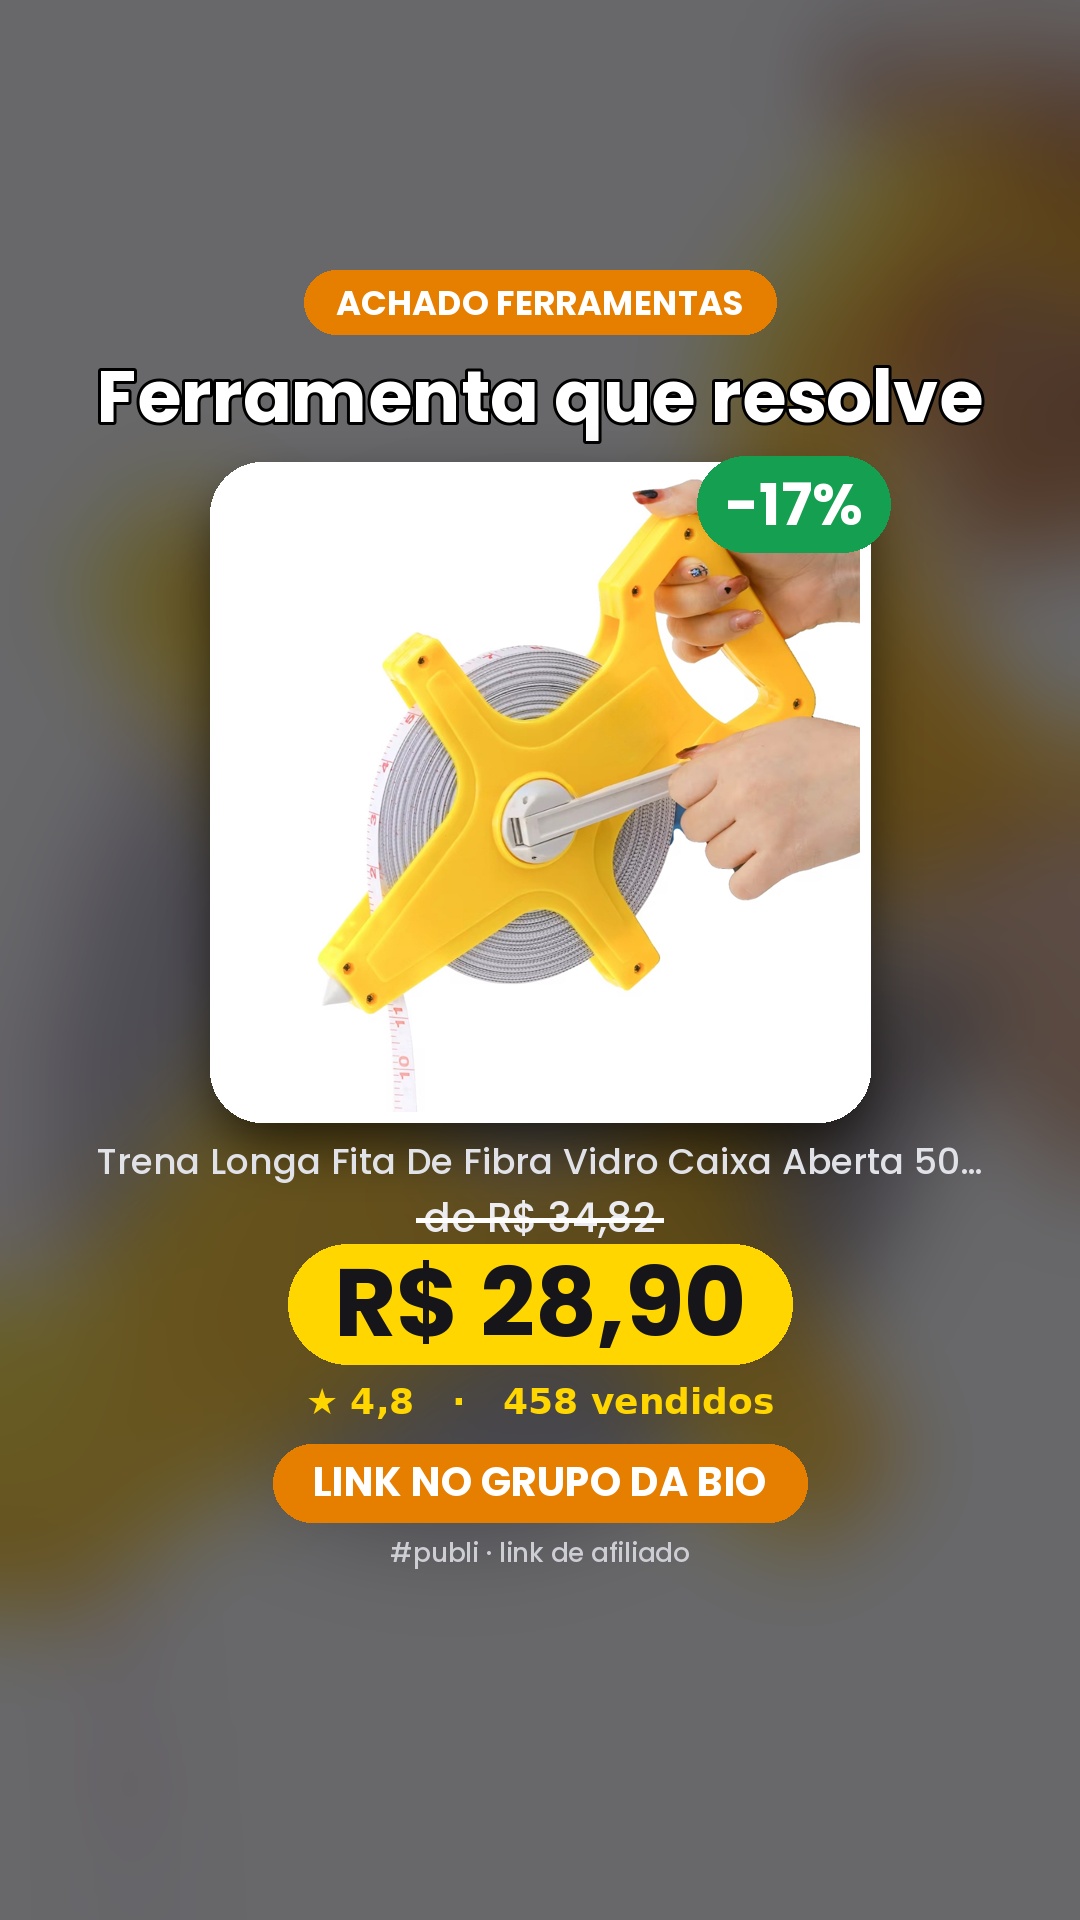 ACHADO FERRAMENTAS
Ferramenta que resolve
-17%
Trena Longa Fita De Fibra Vidro Caixa Aberta 50...
de R$ 34,82
R$ 28,90
★ 4,8 · 458 vendidos
LINK NO GRUPO DA BIO
#publi · link de afiliado